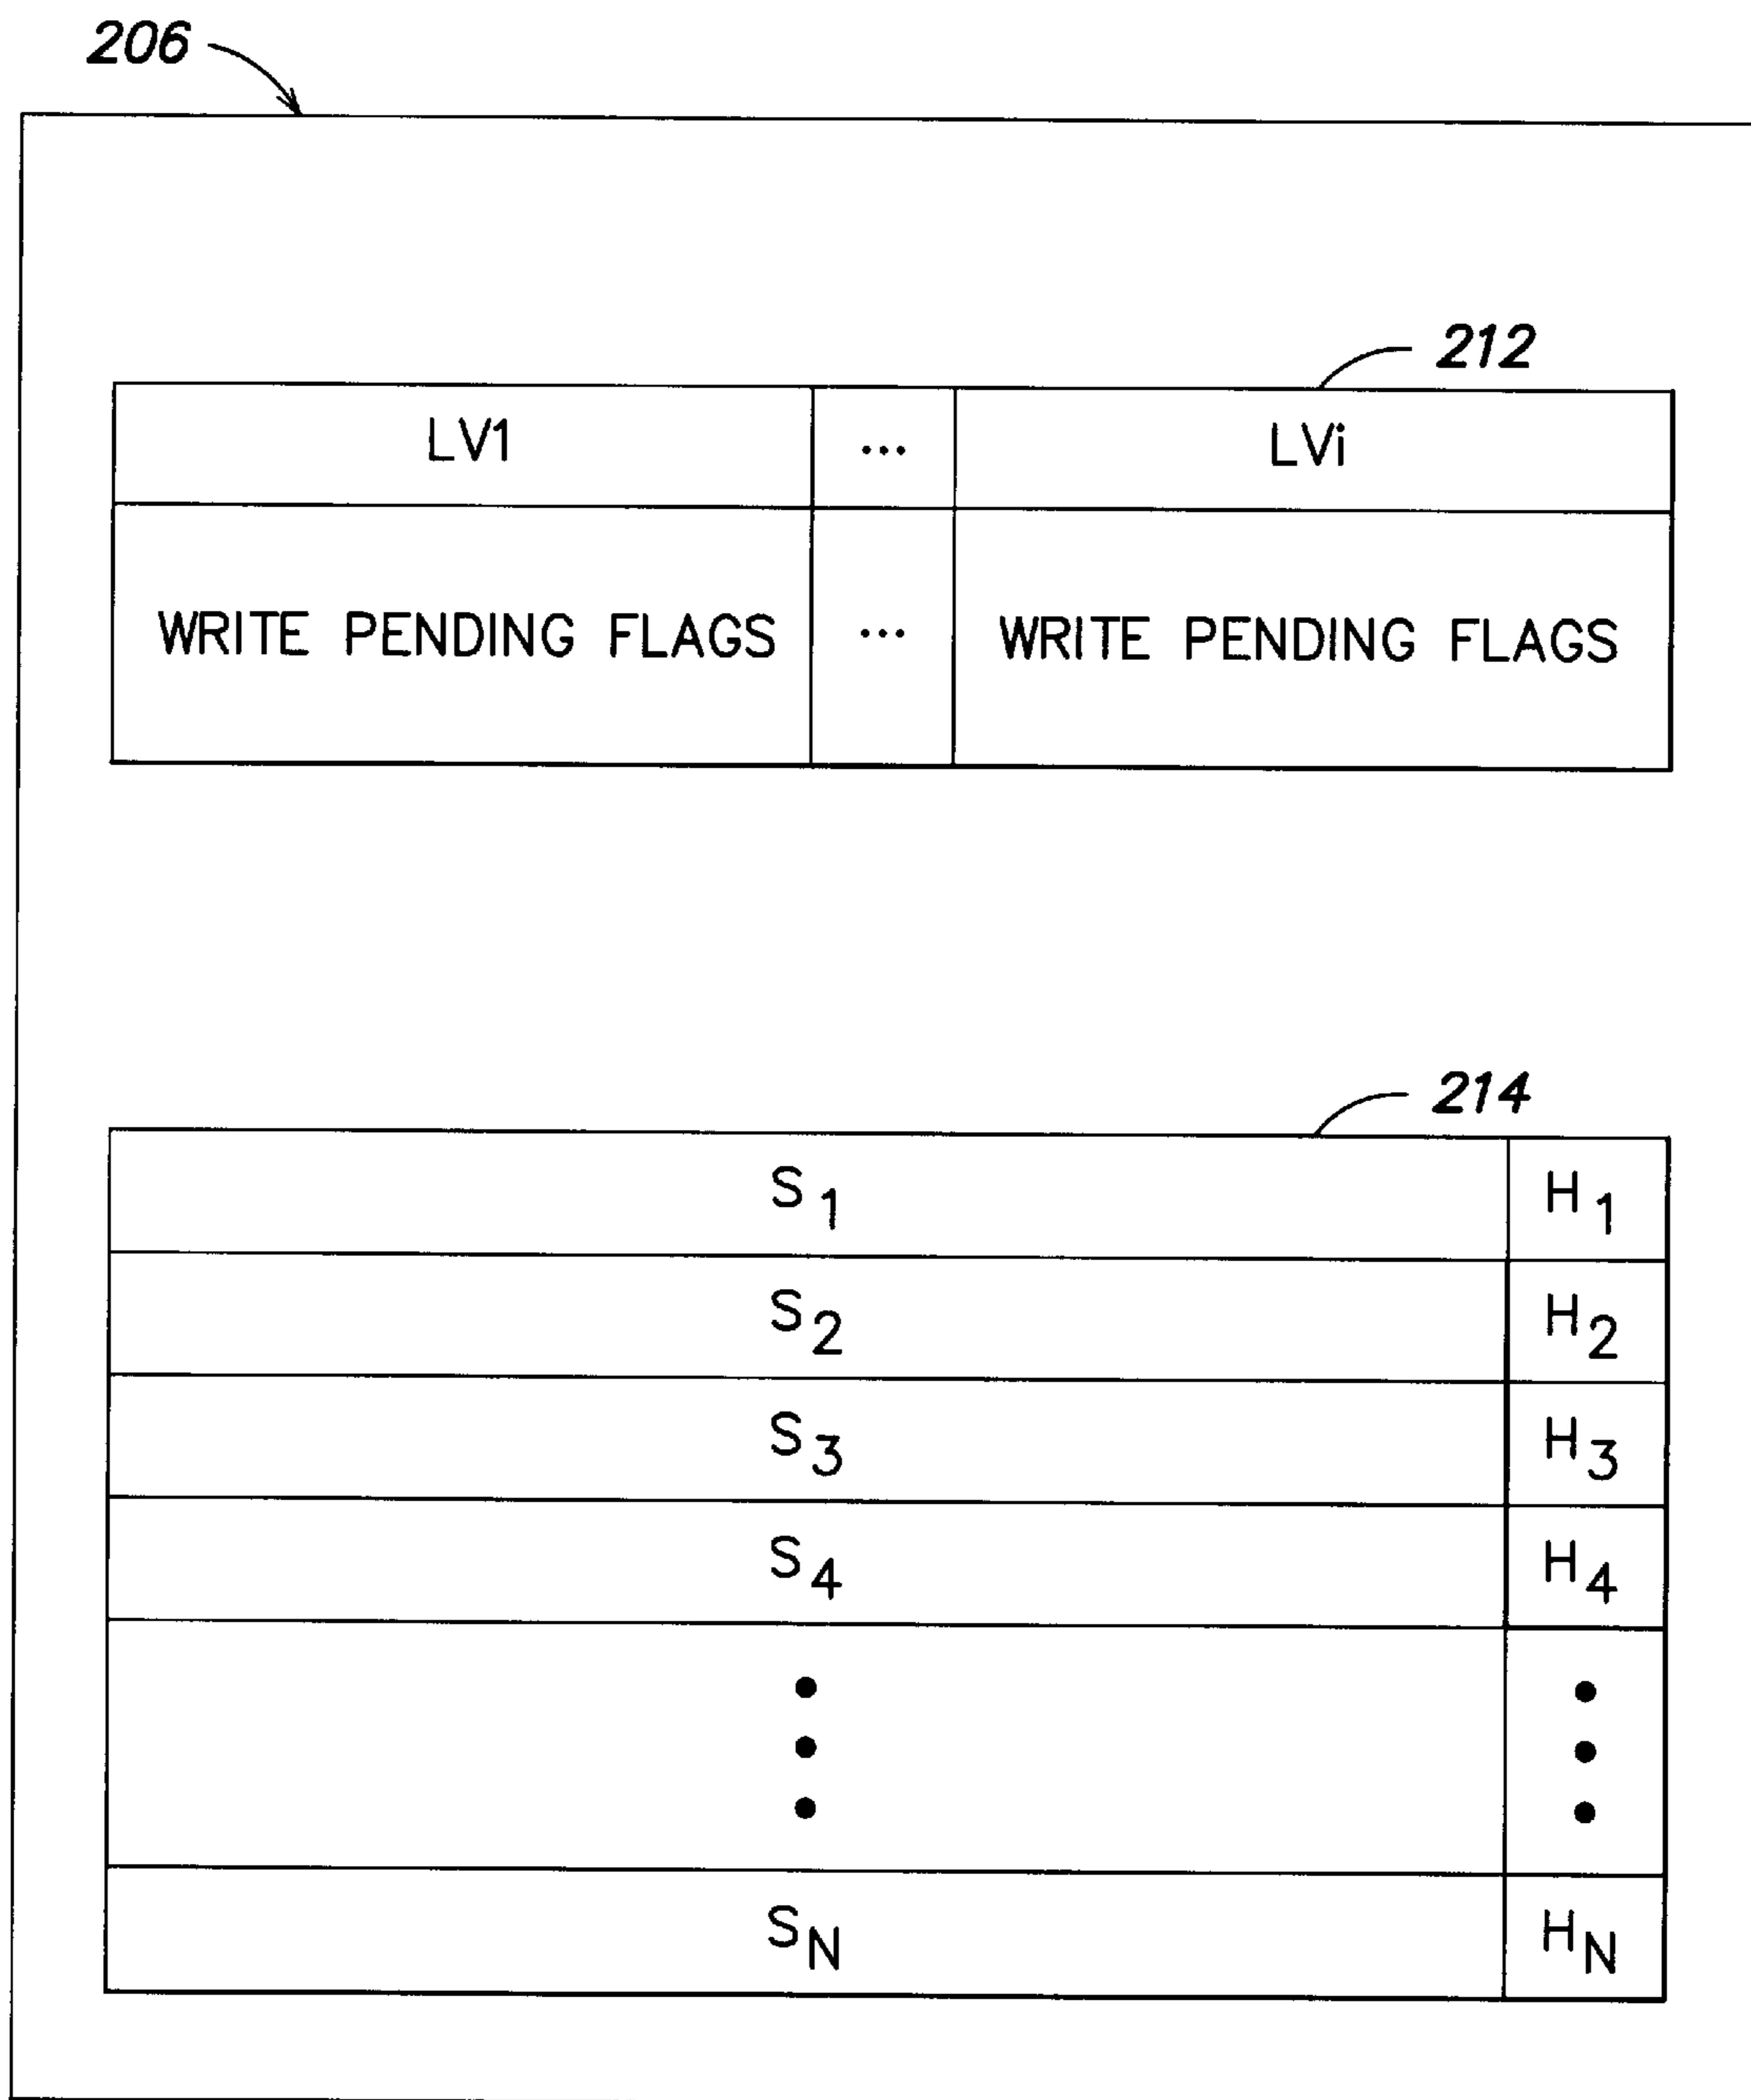 206
212
LV1 ... LVi
WRITE PENDING FLAGS ... WRITE PENDING FLAGS
214
S1 H1
S2 H2
S3 H3
S4 H4
SN HN